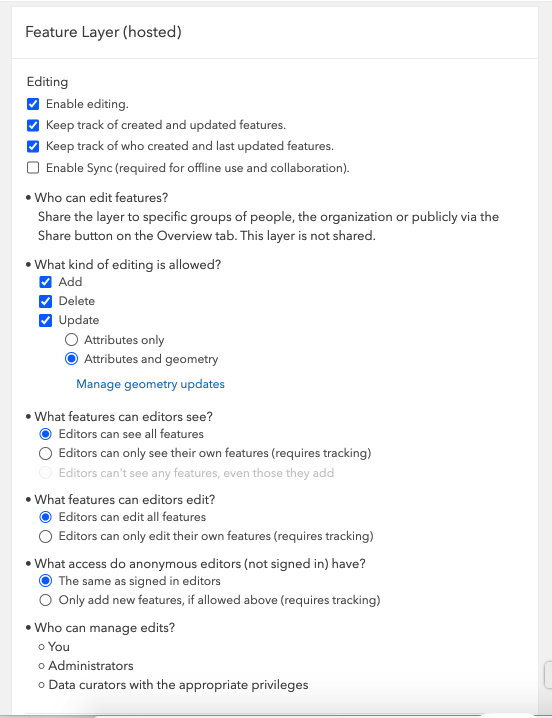 Feature Layer (hosted)
Editing
Enable editing.
Keep track of created and updated features.
Keep track of who created and last updated features.
Enable Sync (required for offline use and collaboration).
• Who can edit features?
Share the layer to specific groups of people, the organization or publicly via the
Share button on the Overview tab. This layer is not shared.
• What kind of editing is allowed?
Add
Delete
Update
Attributes only
Attributes and geometry
Manage geometry updates
• What features can editors see?
Editors can see all features
Editors can only see their own features (requires tracking)
Editors can't see any features, even those they add
• What features can editors edit?
Editors can edit all features
Editors can only edit their own features (requires tracking)
• What access do anonymous editors (not signed in) have?
The same as signed in editors
Only add new features, if allowed above (requires tracking)
• Who can manage edits?
○ You
○ Administrators
○ Data curators with the appropriate privileges